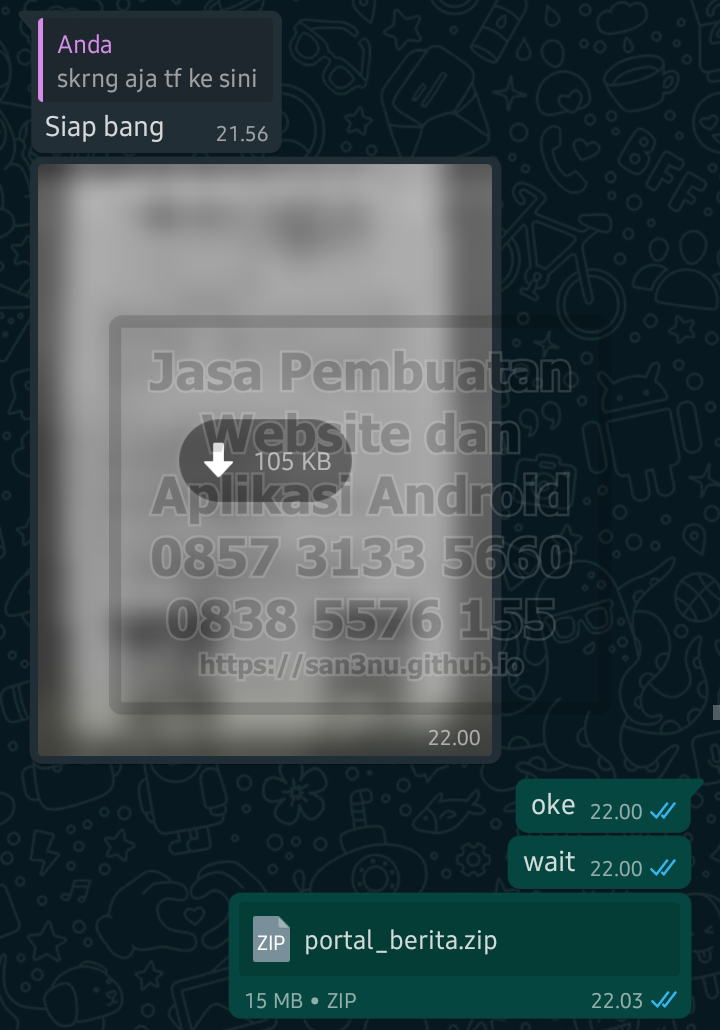 Anda
skrng aja tf ke sini
Siap bang 21.56
Jasa Pembuatan
Website dan
105 KB
Aplikasi Android
0857 3133 5660
0838 5576 155
https://san3nu.github.io
22.00
oke 22.00
wait 22.00
ZIP portal_berita.zip
15 MB • ZIP 22.03